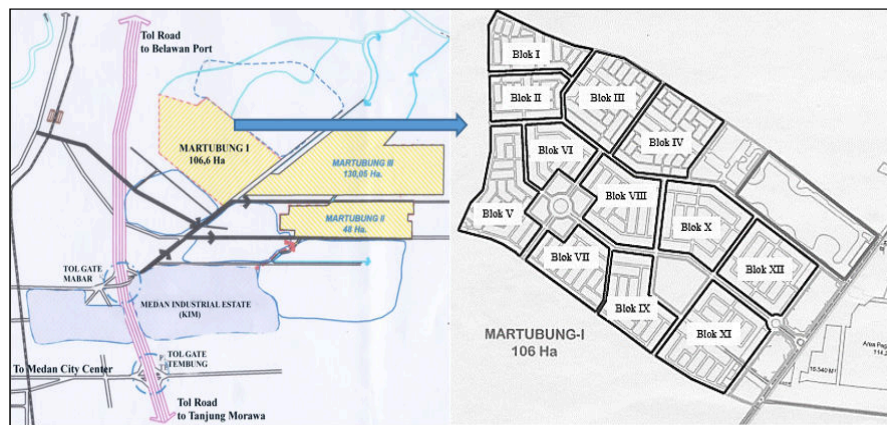 Tol Road
to Belawan Port
MARTUBUNG I
106,6 Ha
MARTUBUNG III
130,05 Ha.
MARTUBUNG II
48 Ha.
TOL GATE
MABAR
MEDAN INDUSTRIAL ESTATE
(KIM)
TOL GATE
TEMBUNG
To Medan City Center
Tol Road
to Tanjung Morawa
Blok I
Blok II
Blok III
Blok IV
Blok VI
Blok V
Blok VIII
Blok X
Blok VII
Blok XII
Blok IX
Blok XI
MARTUBUNG-I
106 Ha
16.540 M²